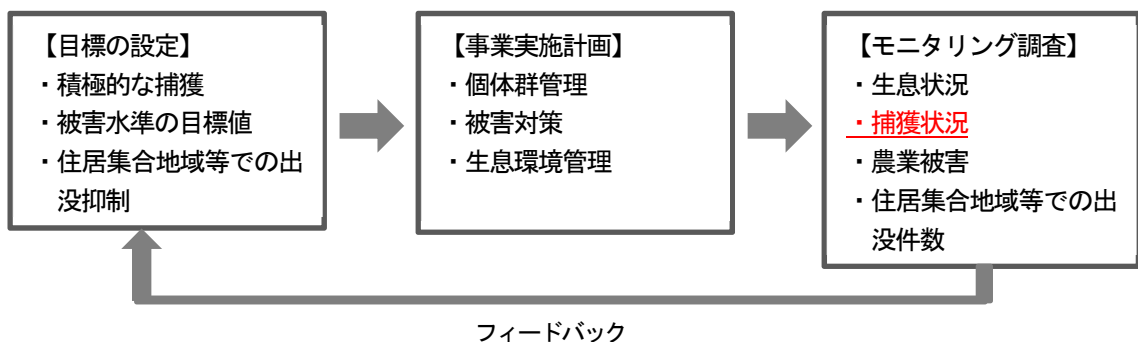 【目標の設定】
・積極的な捕獲
・被害水準の目標値
・住居集合地域等での出
没抑制
【事業実施計画】
・個体群管理
・被害対策
・生息環境管理
【モニタリング調査】
・生息状況
・捕獲状況
・農業被害
・住居集合地域等での出
没件数
フィードバック